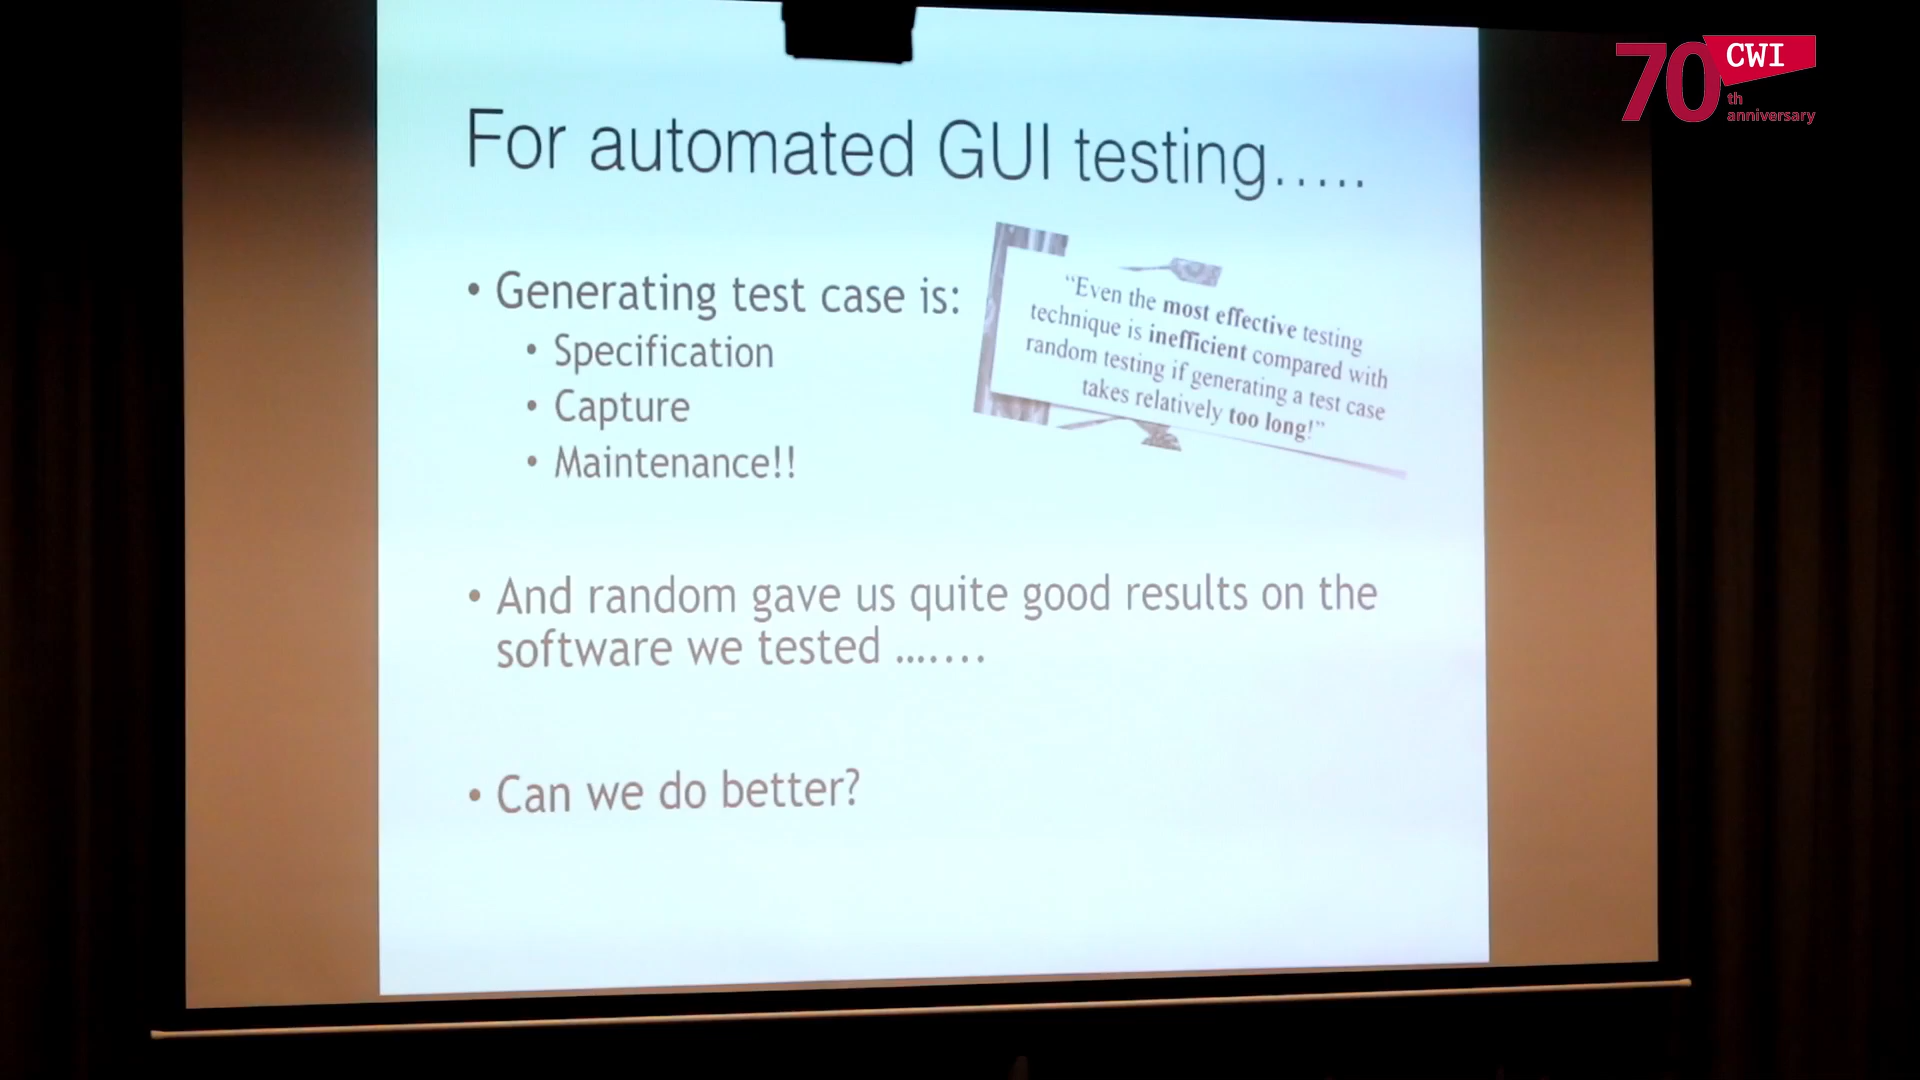 70 CWI
th
anniversary
For automated GUI testing.....
• Generating test case is:
• Specification
• Capture
• Maintenance!!
“Even the most effective testing
technique is inefficient compared with
random testing if generating a test case
takes relatively too long!”
• And random gave us quite good results on the
software we tested ........
• Can we do better?